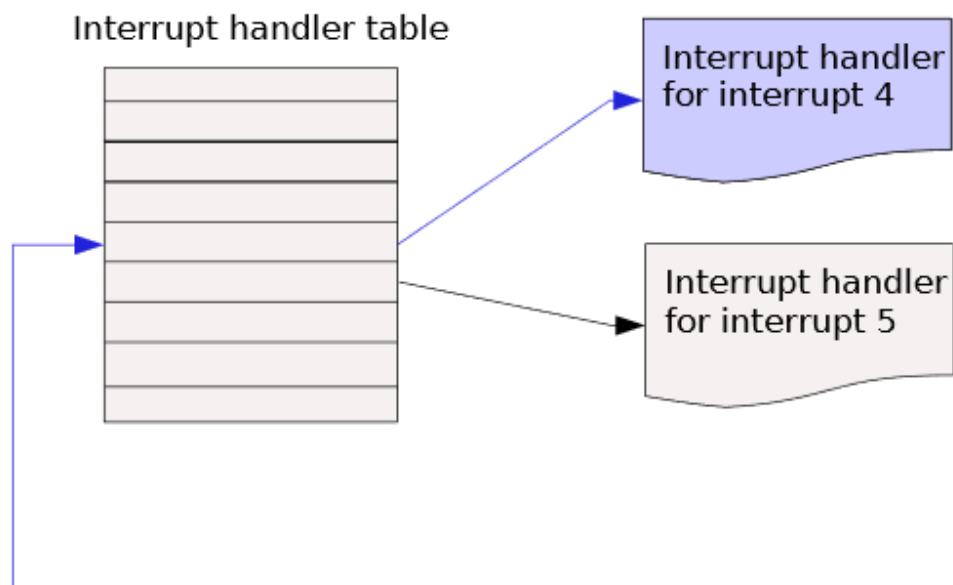 Interrupt handler table
Interrupt handler
for interrupt 4
Interrupt handler
for interrupt 5